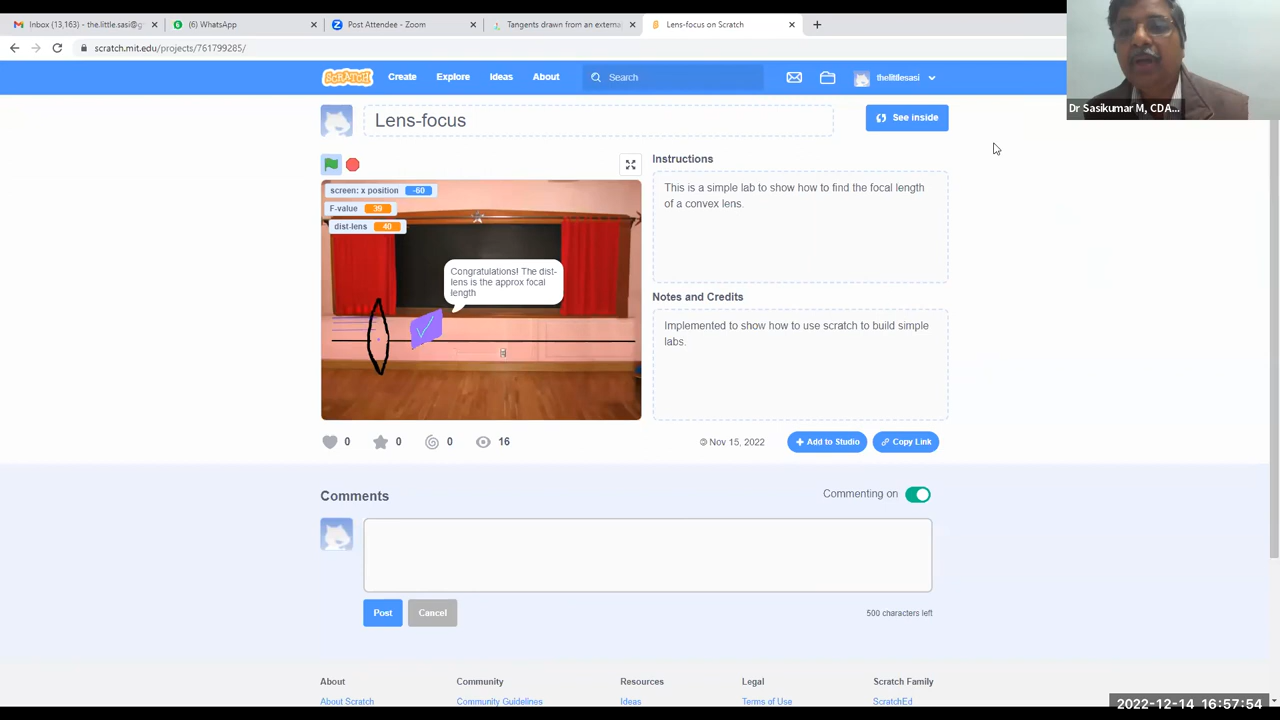 Inbox (13,163) - the.little.sasi@g
(6) WhatsApp
Post Attendee - Zoom
Tangents drawn from an externa
Lens-focus on Scratch
scratch.mit.edu/projects/761799285/
SCRATCH
Create
Explore
Ideas
About
Search
thelittlesasi
Dr Sasikumar M, CDA...
Lens-focus
See inside
Instructions
This is a simple lab to show how to find the focal length
of a convex lens.
screen: x position -60
F-value 39
dist-lens 40
Congratulations! The dist-
lens is the approx focal
length
Notes and Credits
Implemented to show how to use scratch to build simple
labs.
0
0
0
16
© Nov 15, 2022
Add to Studio
Copy Link
Comments
Commenting on
Post
Cancel
500 characters left
About
Community
Resources
Legal
Scratch Family
About Scratch
Community Guidelines
Ideas
Terms of Use
ScratchEd
2022-12-14 16:57:54